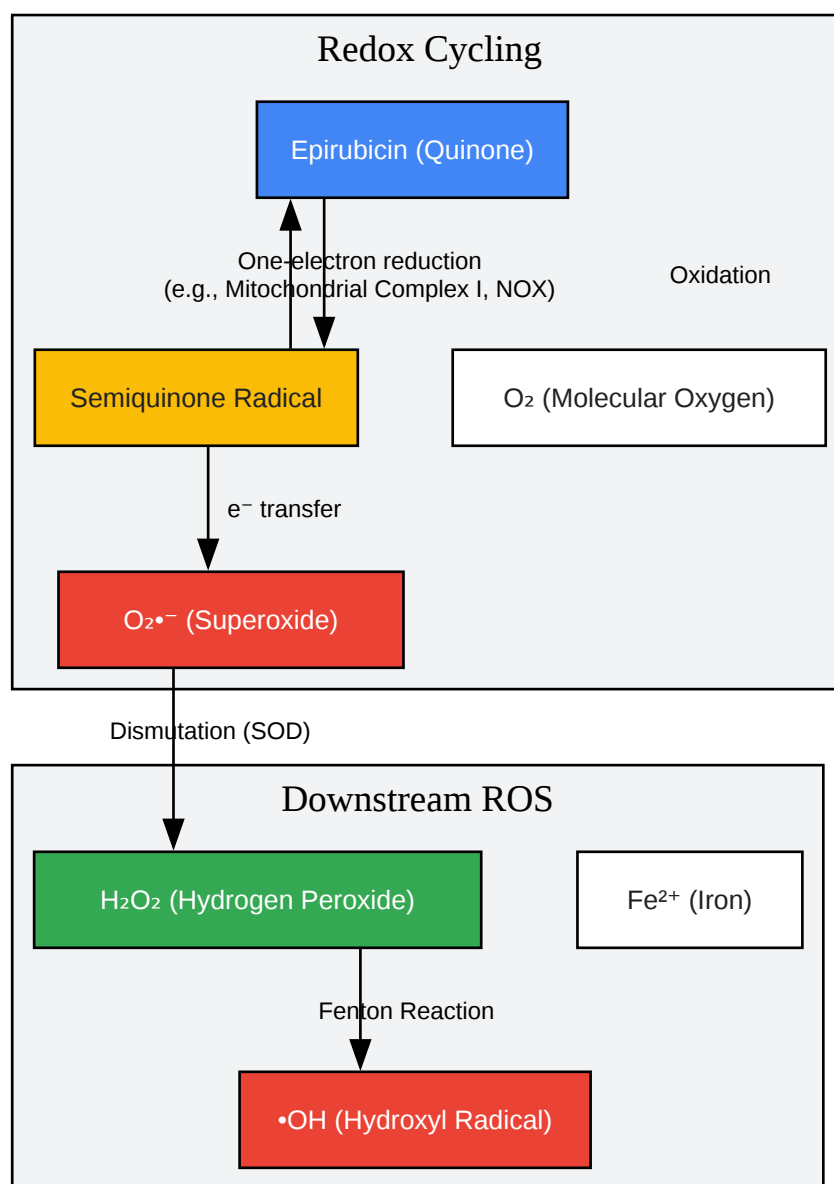 Redox Cycling
Epirubicin (Quinone)
One-electron reduction
(e.g., Mitochondrial Complex I, NOX)
Oxidation
Semiquinone Radical
O₂ (Molecular Oxygen)
e⁻ transfer
O₂•⁻ (Superoxide)
Dismutation (SOD)
Downstream ROS
H₂O₂ (Hydrogen Peroxide)
Fe²⁺ (Iron)
Fenton Reaction
•OH (Hydroxyl Radical)